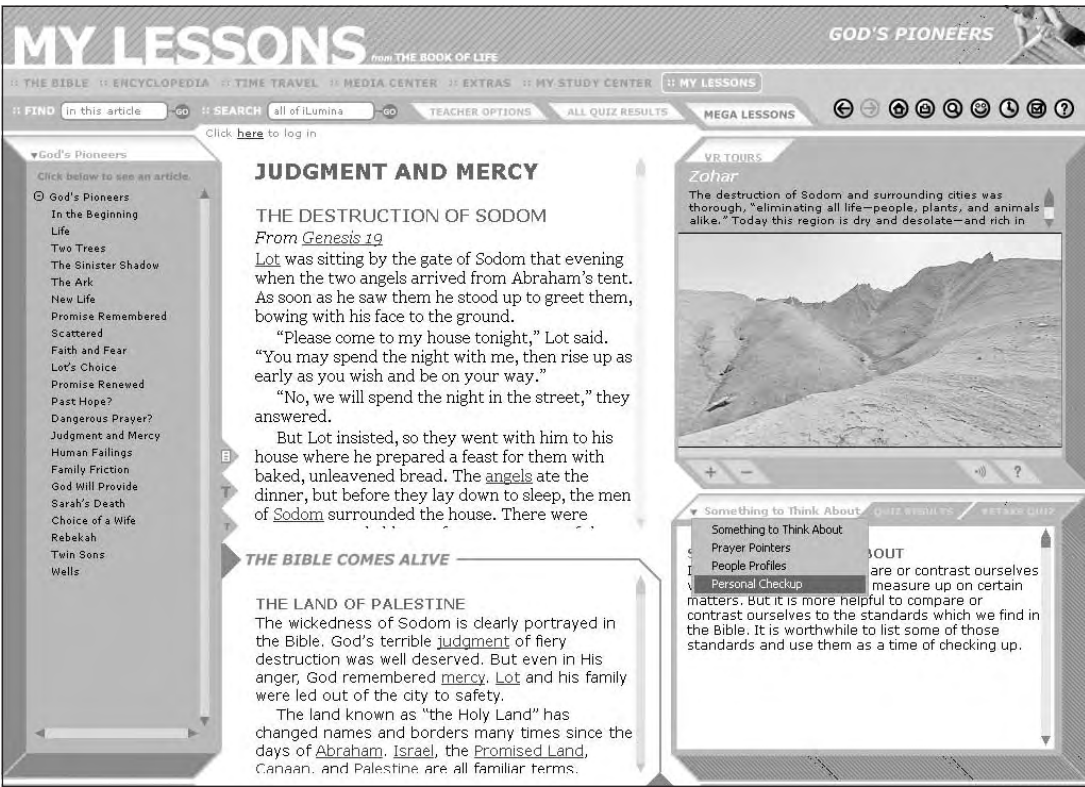 MY LESSONS from THE BOOK OF LIFE
GOD'S PIONEERS
:: THE BIBLE :: ENCYCLOPEDIA :: TIME TRAVEL :: MEDIA CENTER :: EXTRAS :: MY STUDY CENTER :: MY LESSONS
:: FIND in this article GO :: SEARCH all of iLumina GO TEACHER OPTIONS ALL QUIZ RESULTS MEGA LESSONS
Click here to log in
God's Pioneers
Click below to see an article.
God's Pioneers
In the Beginning
Life
Two Trees
The Sinister Shadow
The Ark
New Life
Promise Remembered
Scattered
Faith and Fear
Lot's Choice
Promise Renewed
Past Hope?
Dangerous Prayer?
Judgment and Mercy
Human Failings
Family Friction
God Will Provide
Sarah's Death
Choice of a Wife
Rebekah
Twin Sons
Wells
JUDGMENT AND MERCY
THE DESTRUCTION OF SODOM
From Genesis 19
Lot was sitting by the gate of Sodom that evening
when the two angels arrived from Abraham's tent.
As soon as he saw them he stood up to greet them,
bowing with his face to the ground.
"Please come to my house tonight," Lot said.
"You may spend the night with me, then rise up as
early as you wish and be on your way."
"No, we will spend the night in the street," they
answered.
But Lot insisted, so they went with him to his
house where he prepared a feast for them with
baked, unleavened bread. The angels ate the
dinner, but before they lay down to sleep, the men
of Sodom surrounded the house. There were
THE BIBLE COMES ALIVE
THE LAND OF PALESTINE
The wickedness of Sodom is clearly portrayed in
the Bible. God's terrible judgment of fiery
destruction was well deserved. But even in His
anger, God remembered mercy. Lot and his family
were led out of the city to safety.
The land known as "the Holy Land" has
changed names and borders many times since the
days of Abraham. Israel, the Promised Land,
Canaan, and Palestine are all familiar terms.
VR TOURS
Zohar
The destruction of Sodom and surrounding cities was
thorough, "eliminating all life—people, plants, and animals
alike." Today this region is dry and desolate—and rich in
Something to Think About QUIZ RESULTS RETAKE QUIZ
Something to Think About
Prayer Pointers
People Profiles
Personal Checkup
OUT
are or contrast ourselves
measure up on certain
matters. But it is more helpful to compare or
contrast ourselves to the standards which we find in
the Bible. It is worthwhile to list some of those
standards and use them as a time of checking up.